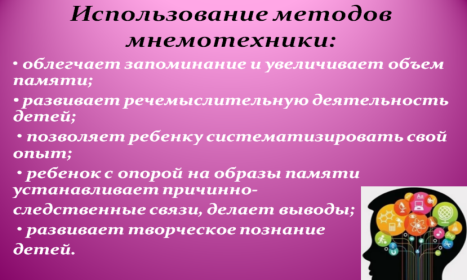 Использование методов
мнемотехники:
• облегчает запоминание и увеличивает объем
памяти;
• развивает речемыслительную деятельность
детей;
• позволяет ребенку систематизировать свой
опыт;
• ребенок с опорой на образы памяти
устанавливает причинно-
следственные связи, делает выводы;
• развивает творческое познание
детей.